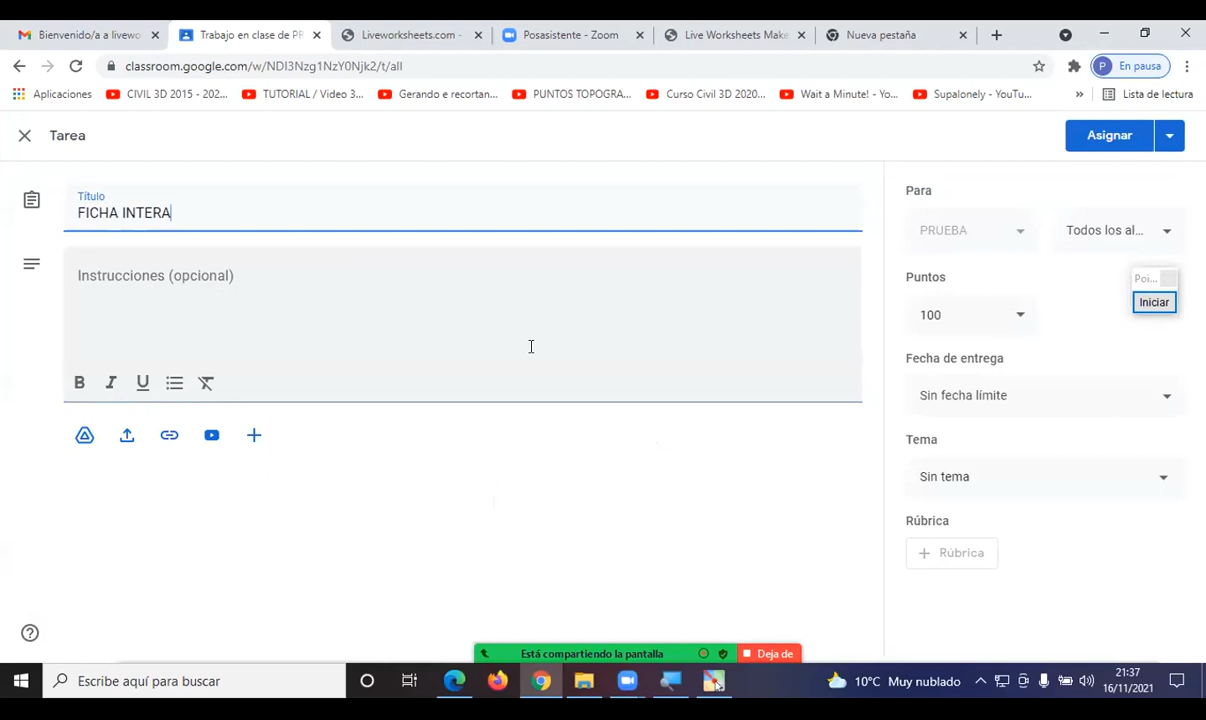 Bienvenido/a a livewo
Trabajo en clase de PR
Liveworksheets.com -
Posasistente - Zoom
Live Worksheets Make
Nueva pestaña
classroom.google.com/w/NDI3Nzg1NzY0Njk2/t/all
P En pausa
Aplicaciones
CIVIL 3D 2015 - 202...
TUTORIAL / Video 3...
Gerando e recortan...
PUNTOS TOPOGRA...
Curso Civil 3D 2020...
Wait a Minute! - Yo...
Supalonely - YouTu...
»
Lista de lectura
Tarea
Asignar
Título
FICHA INTERA
Instrucciones (opcional)
B I U
Para
PRUEBA
Todos los al...
Puntos
Poi...
Iniciar
100
Fecha de entrega
Sin fecha límite
Tema
Sin tema
Rúbrica
+ Rúbrica
Está compartiendo la pantalla
Deja de
Escribe aquí para buscar
10°C Muy nublado
21:37
16/11/2021